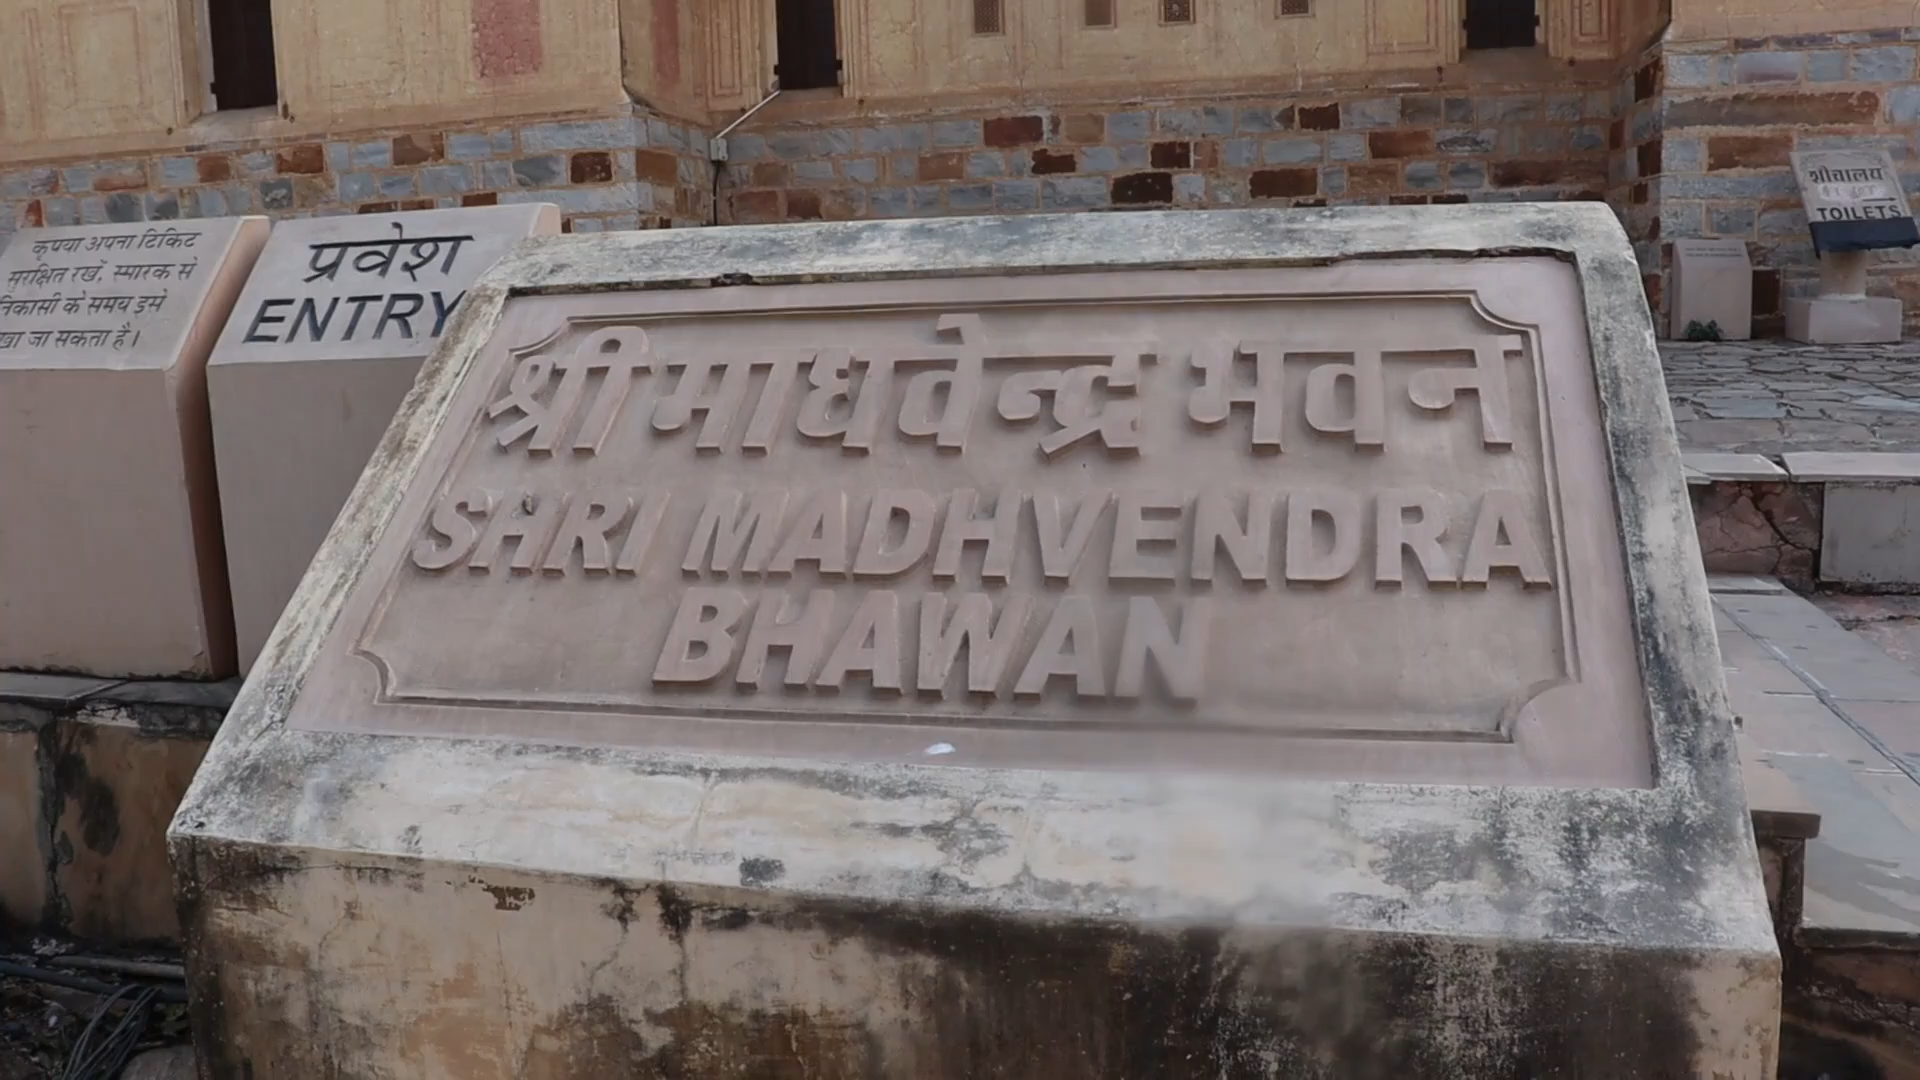 कृपया अपना टिकिट
सुरक्षित रखें, स्मारक से
निकासी के समय इसे
खा जा सकता है।
प्रवेश
ENTRY
श्री माधवेन्द्र भवन
SHRI MADHVENDRA
BHAWAN
शौचालय
TOILETS